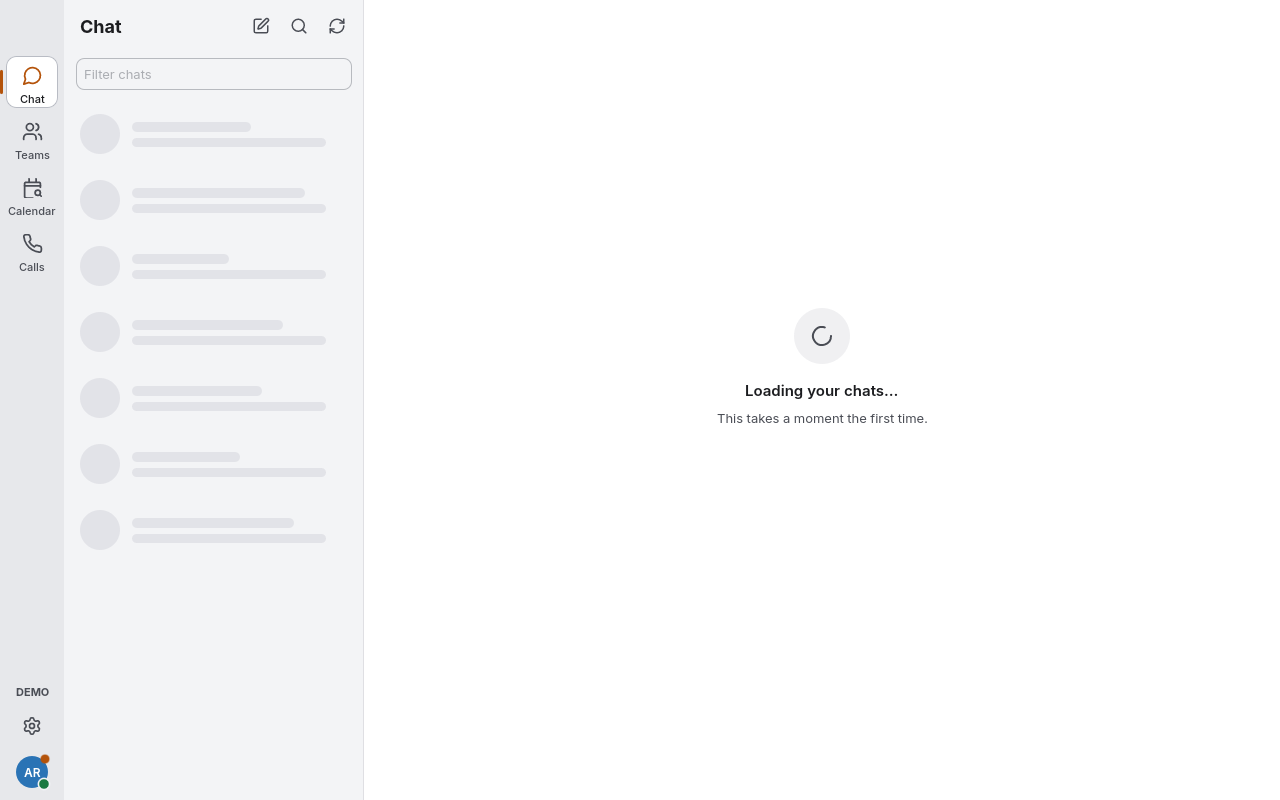 Chat
Filter chats
Chat
Teams
Calendar
Calls
Loading your chats…
This takes a moment the first time.
DEMO
AR